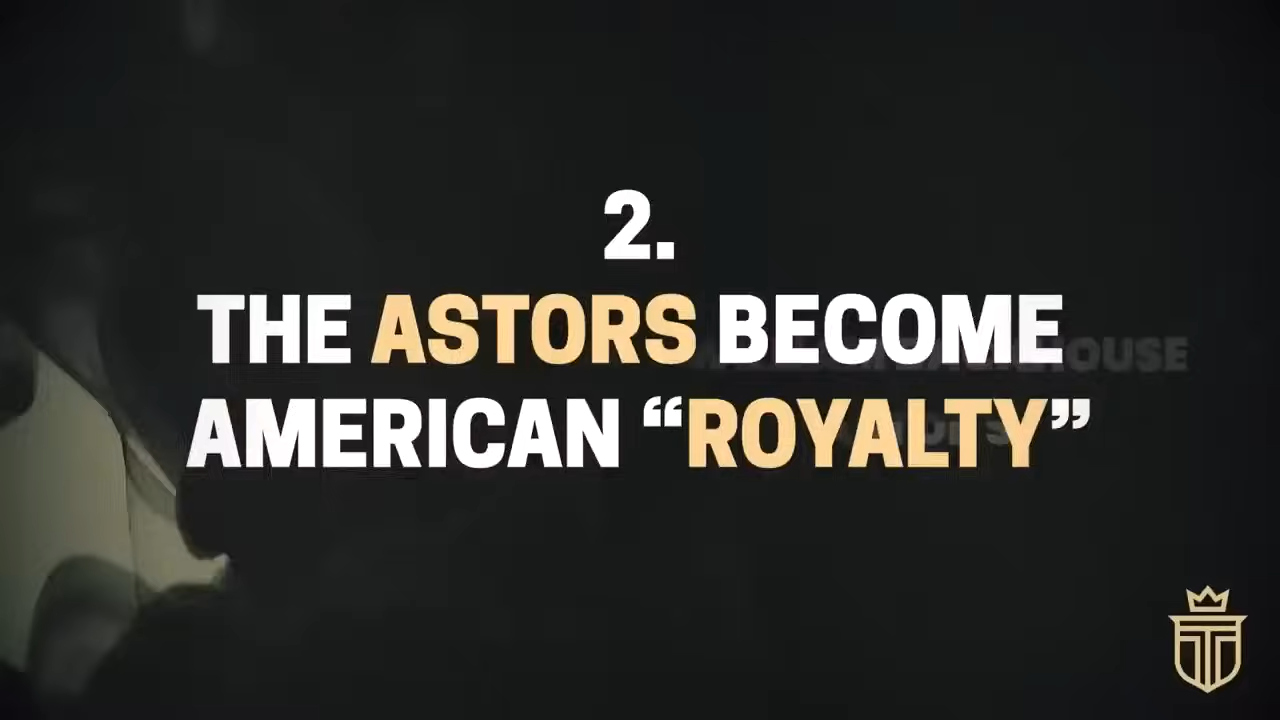 2.
THE ASTORS BECOME
AMERICAN “ROYALTY”